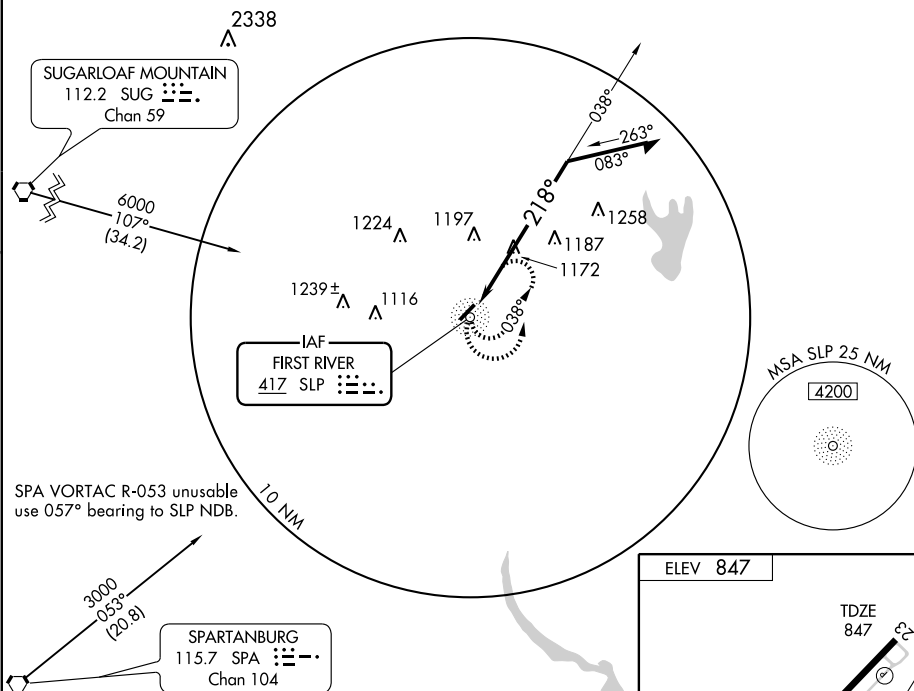 2338
SUGARLOAF MOUNTAIN
112.2 SUG
Chan 59
6000
107°
(34.2)
038°
263°
083°
218°
1258
1224
1197
1187
1172
1239±
1116
038°
IAF
FIRST RIVER
417 SLP
MSA SLP 25 NM
4200
SPA VORTAC R-053 unusable
use 057° bearing to SLP NDB.
10 NM
3000
053°
(20.8)
SPARTANBURG
115.7 SPA
Chan 104
ELEV 847
TDZE
847
23